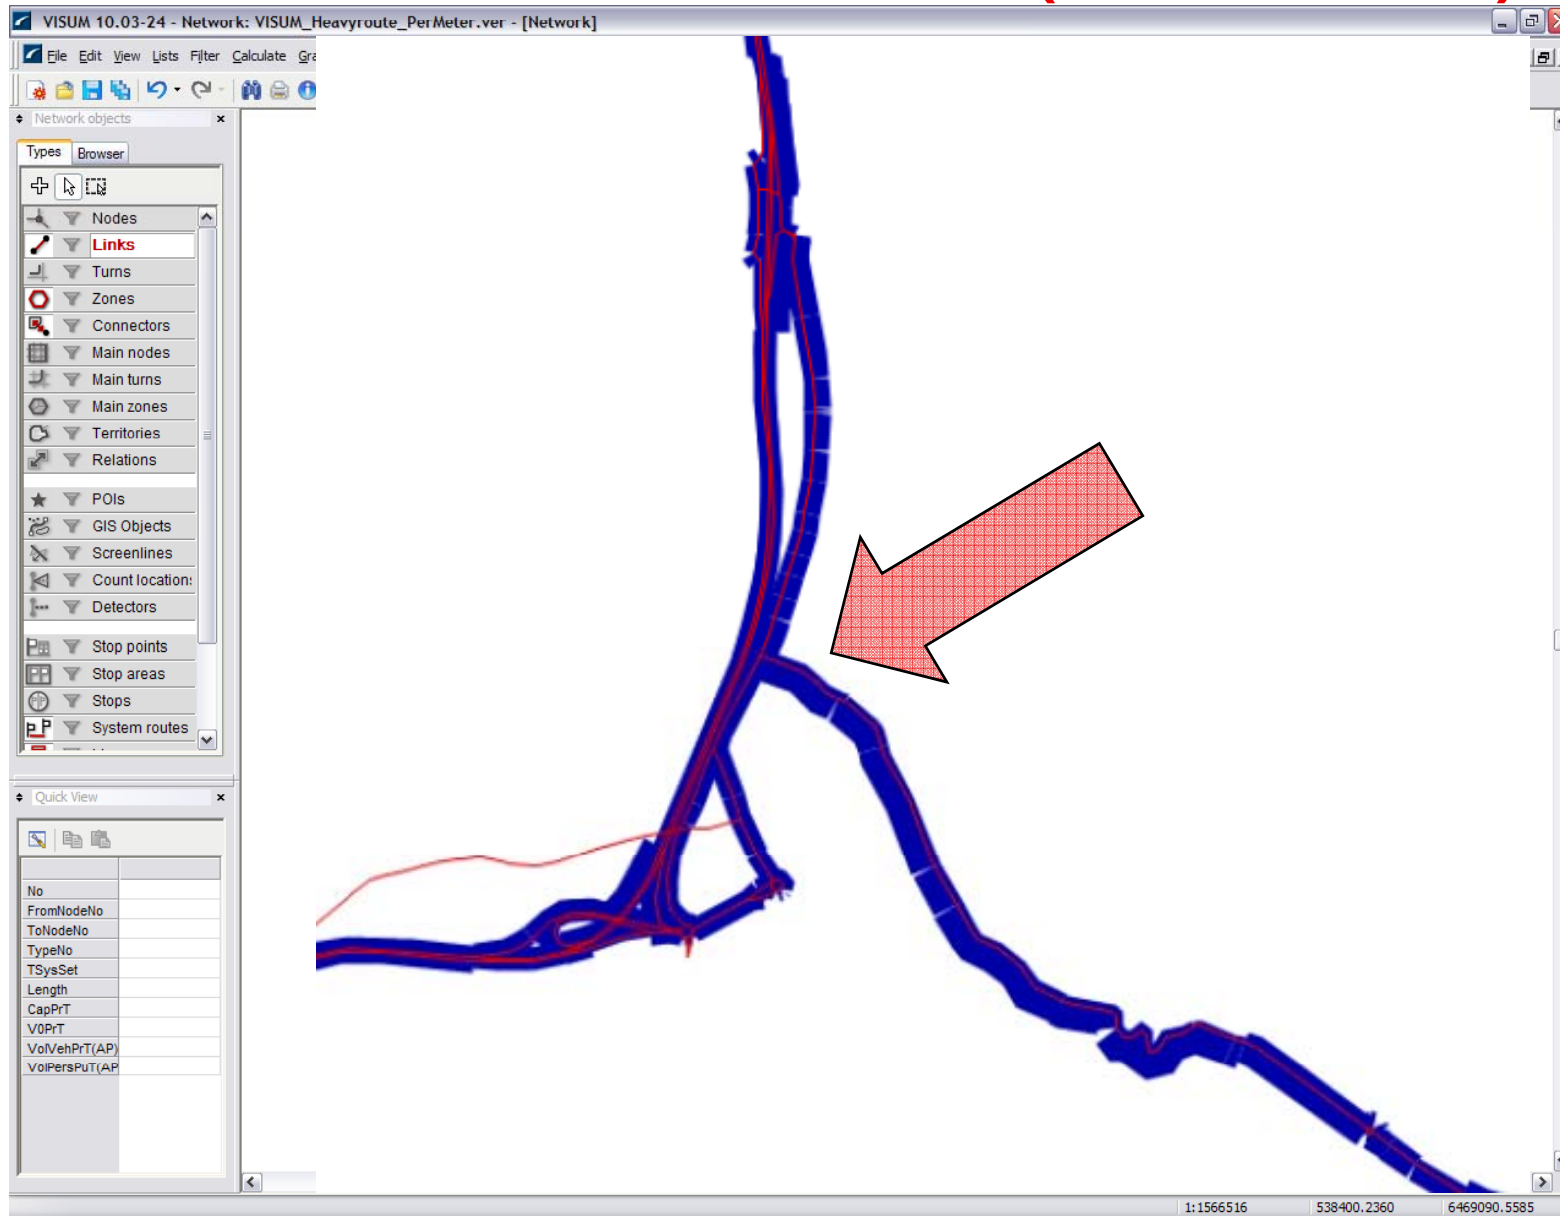 VISUM 10.03-24 - Network: VISUM_Heavyroute_PerMeter.ver - [Network]
File Edit View Lists Filter Calculate Gra
Network objects
Types Browser
Nodes
Links
Turns
Zones
Connectors
Main nodes
Main turns
Main zones
Territories
Relations
POIs
GIS Objects
Screenlines
Count locations
Detectors
Stop points
Stop areas
Stops
System routes
Quick View
No
FromNodeNo
ToNodeNo
TypeNo
TSysSet
Length
CapPrT
V0PrT
VolVehPrT(AP)
VolPersPuT(AP
1:1566516 538400.2360 6469090.5585